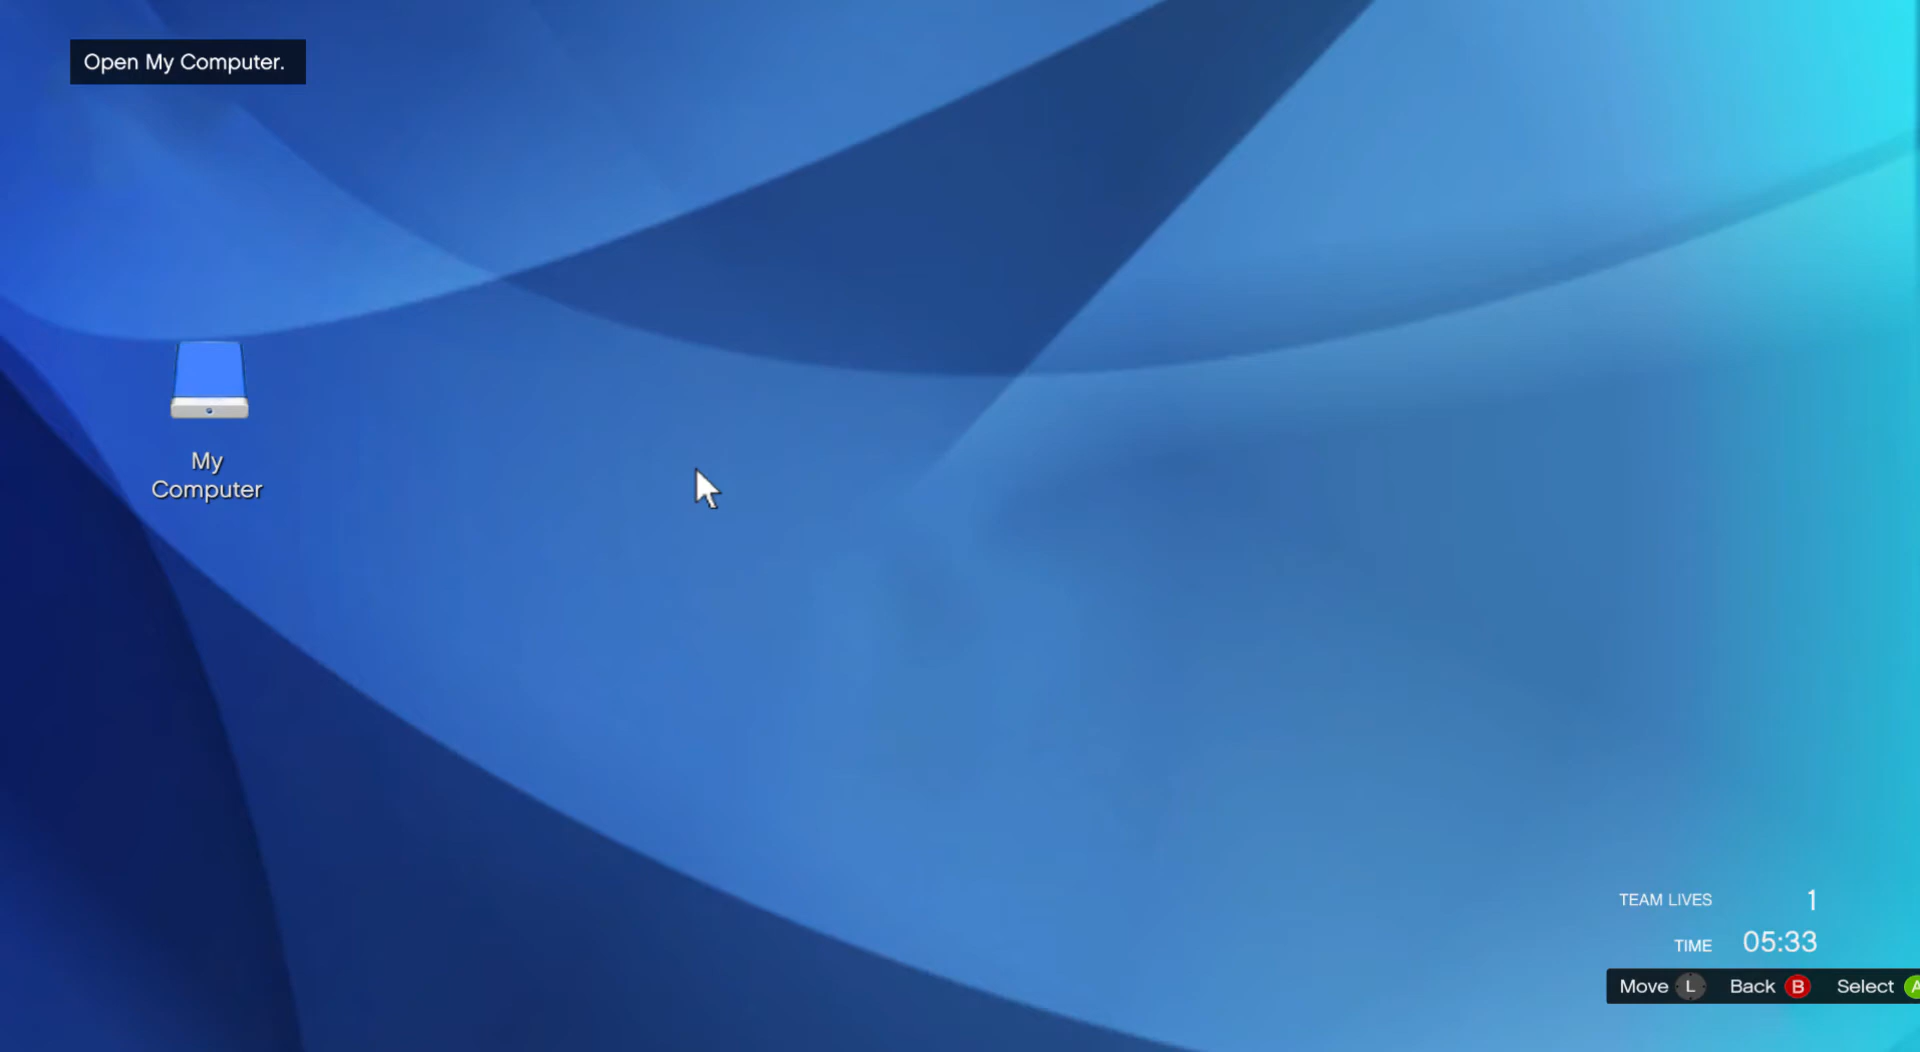 Open My Computer.
My
Computer
TEAM LIVES 1
TIME 05:33
Move L Back B Select A